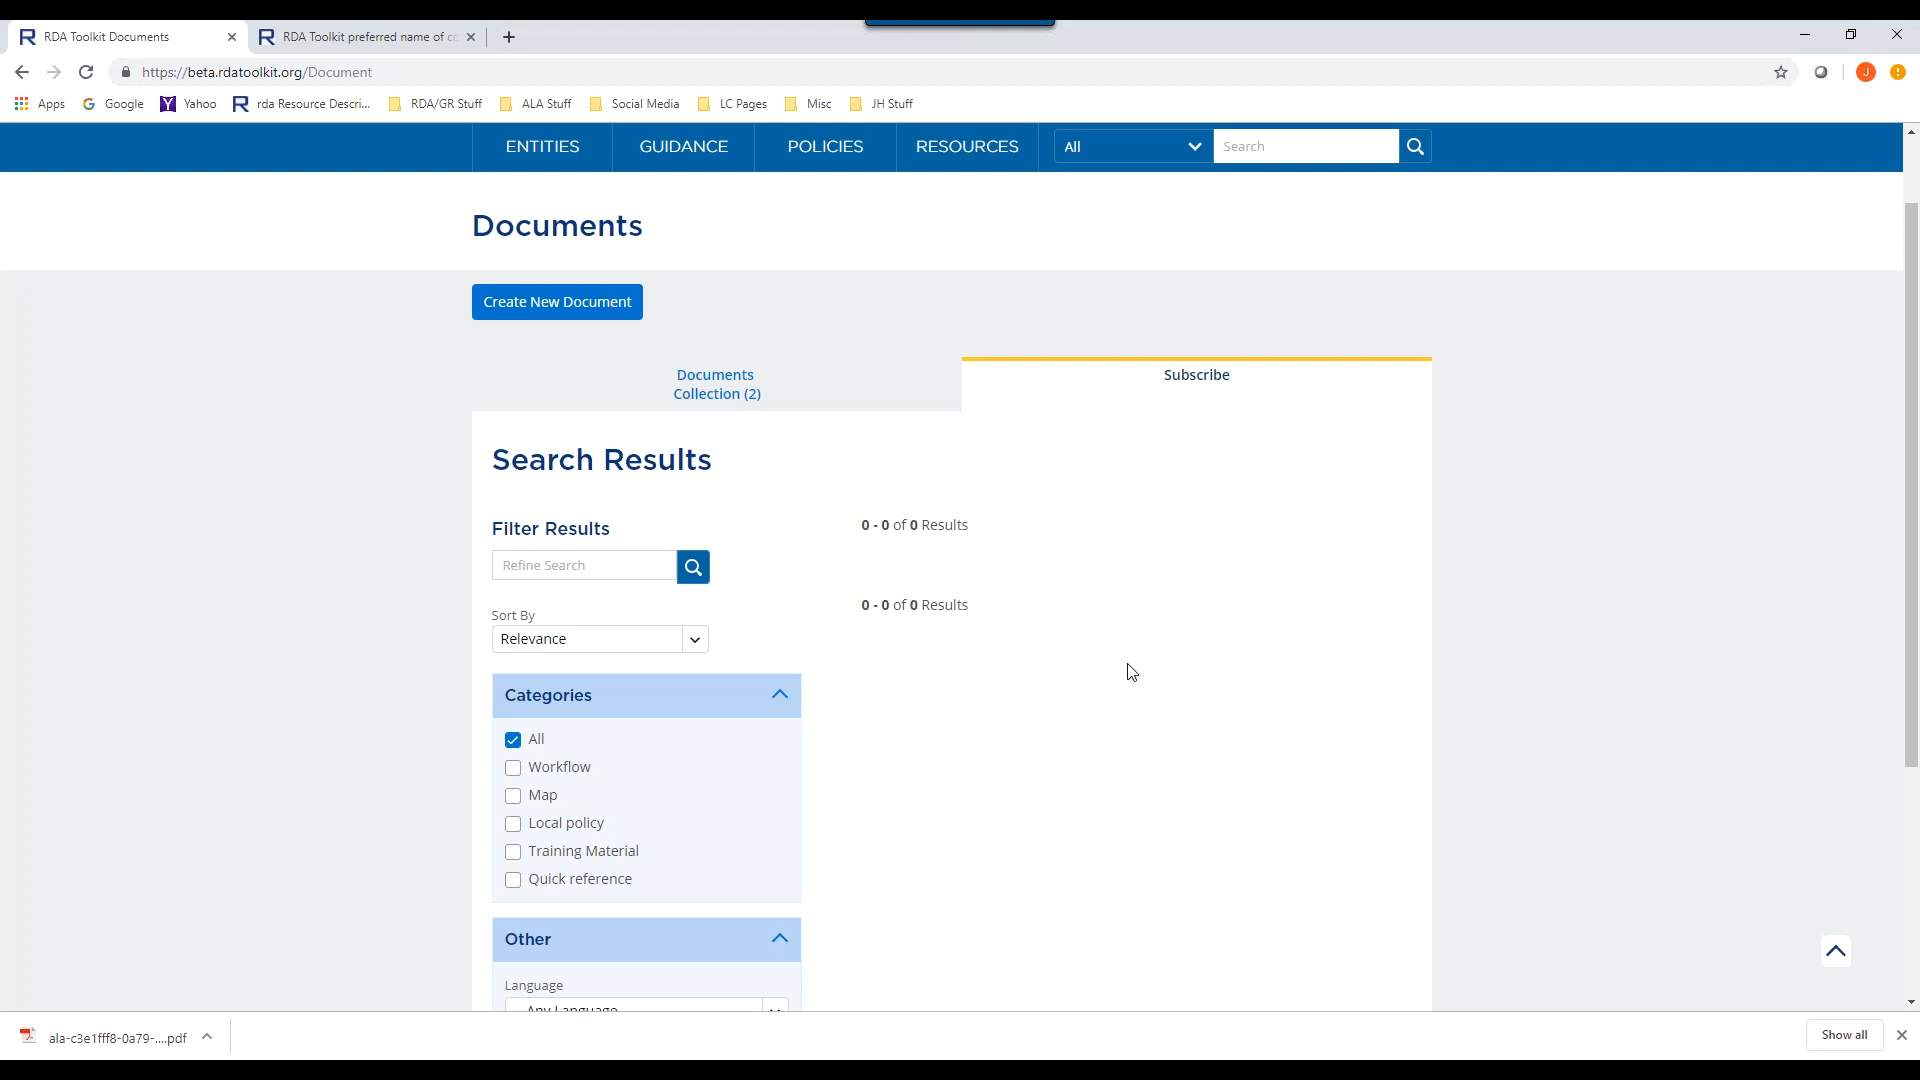 RDA Toolkit Documents
RDA Toolkit preferred name of
https://beta.rdatoolkit.org/Document
J
Apps
Google
Yahoo
rda Resource Descri...
RDA/GR Stuff
ALA Stuff
Social Media
LC Pages
Misc
JH Stuff
ENTITIES
GUIDANCE
POLICIES
RESOURCES
All
Search
Documents
Create New Document
Documents
Collection (2)
Subscribe
Search Results
Filter Results
0 - 0 of 0 Results
Refine Search
0 - 0 of 0 Results
Sort By
Relevance
Categories
All
Workflow
Map
Local policy
Training Material
Quick reference
Other
Language
Any Language
ala-c3e1fff8-0a79-....pdf
Show all